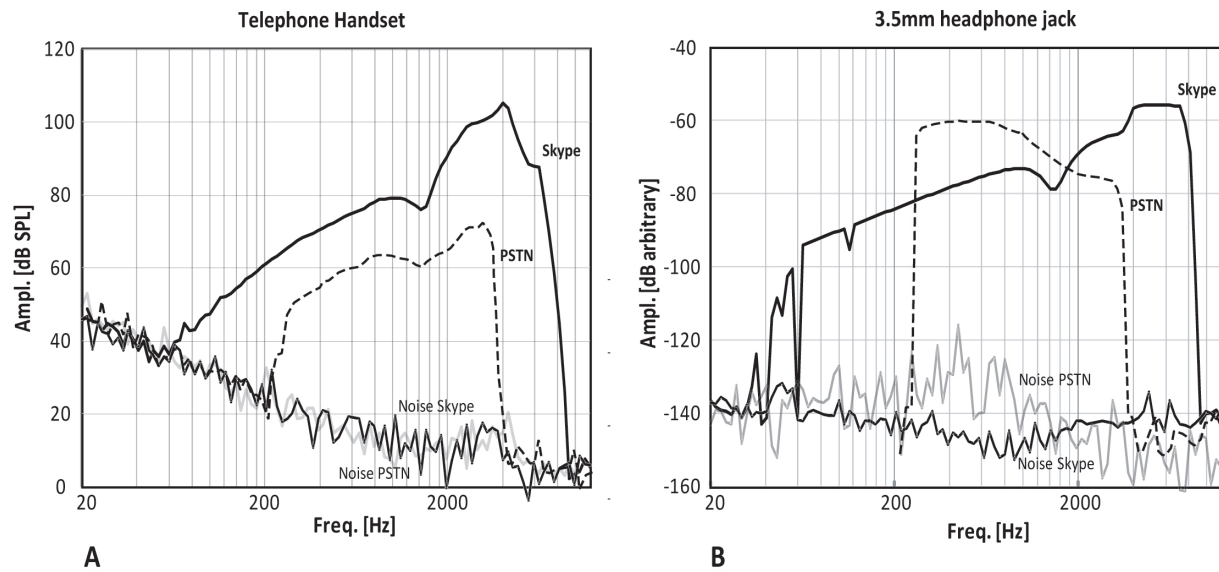 Telephone Handset
120
100
80
60
40
20
0
Ampl. [dB SPL]
20
200
2000
Freq. [Hz]
Skype
PSTN
Noise Skype
Noise PSTN
A
3.5mm headphone jack
-40
-60
-80
-100
-120
-140
-160
Ampl. [dB arbitrary]
20
200
2000
Freq. [Hz]
Skype
PSTN
Noise PSTN
Noise Skype
B